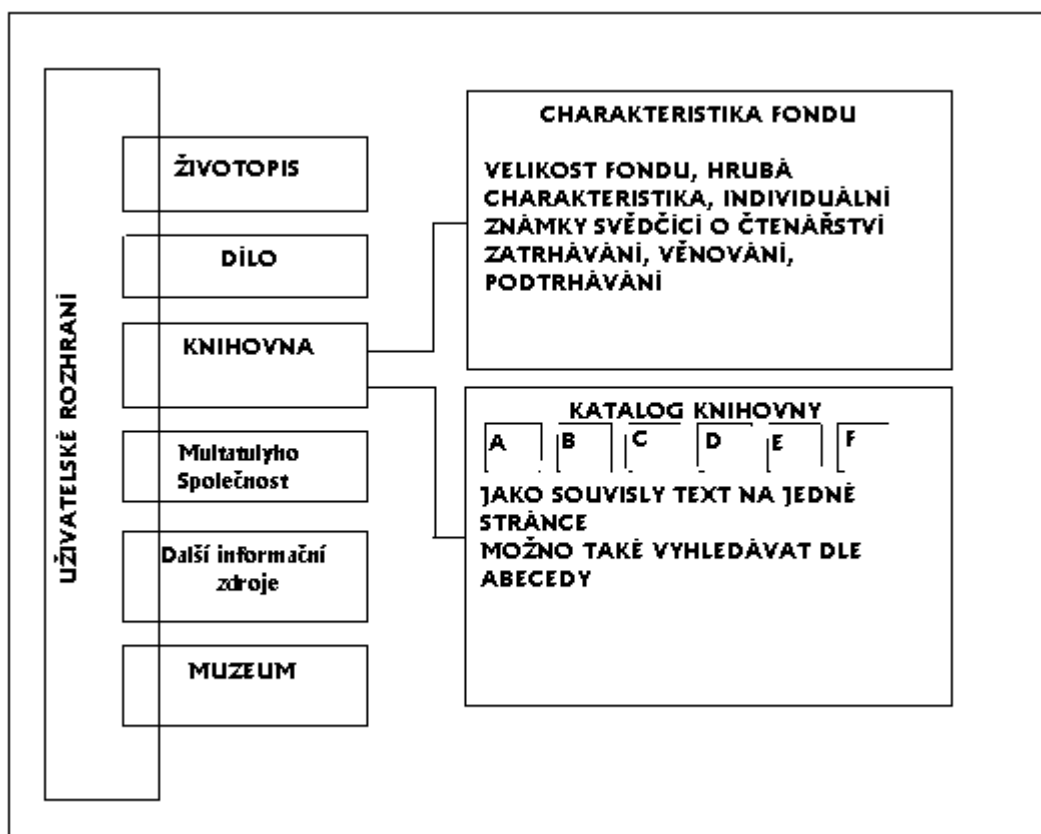 UŽIVATELSKÉ ROZHRANÍ
ŽIVOTOPIS
DÍLO
KNIHOVNA
Multatulyho
Společnost
Další informační
zdroje
MUZEUM
CHARAKTERISTIKA FONDU
VELIKOST FONDU, HRUBÁ
CHARAKTERISTIKA, INDIVIDUÁLNÍ
ZNÁMKY SVĚDČÍCÍ O ČTENÁŘSTVÍ
ZATRHÁVÁNÍ, VĚNOVÁNÍ,
PODTRHÁVÁNÍ
KATALOG KNIHOVNY
A B C D E F
JAKO SOUVISLY TEXT NA JEDNÉ
STRÁNCE
MOŽNO TAKÉ VYHLEDÁVAT DLE
ABECEDY